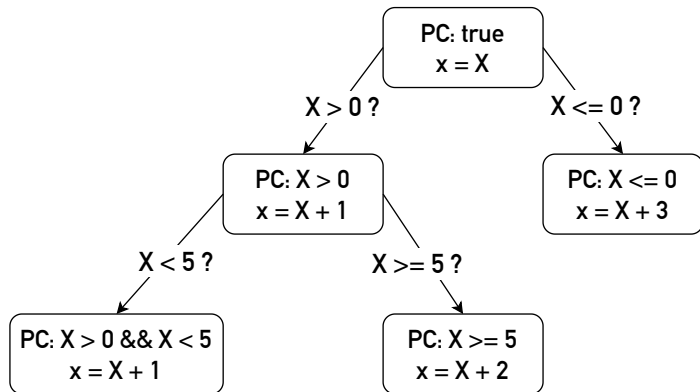 PC: true
x = X
X > 0 ?
X <= 0 ?
PC: X > 0
x = X + 1
PC: X <= 0
x = X + 3
X < 5 ?
X >= 5 ?
PC: X > 0 && X < 5
x = X + 1
PC: X >= 5
x = X + 2